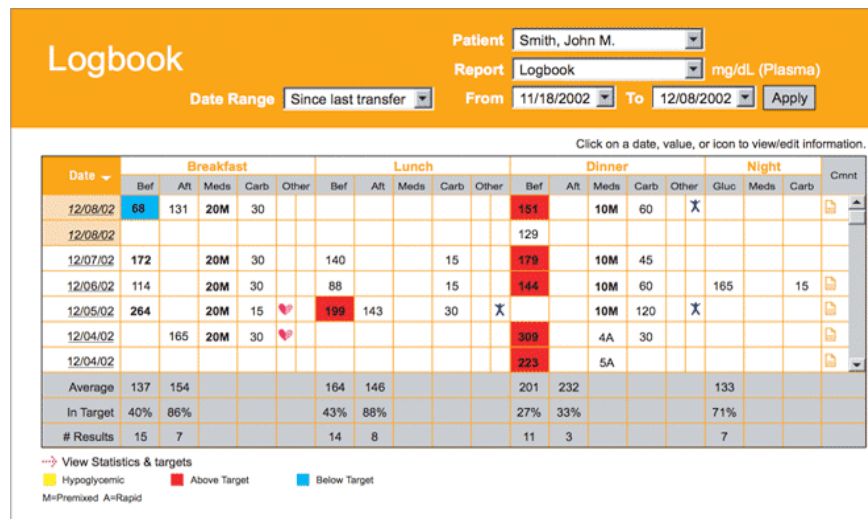 Logbook
Patient Smith, John M.
Report Logbook mg/dL (Plasma)
Date Range Since last transfer From 11/18/2002 To 12/08/2002 Apply
Click on a date, value, or icon to view/edit information.
Date Breakfast Lunch Dinner Night Cmnt
Bef Aft Meds Carb Other Bef Aft Meds Carb Other Bef Aft Meds Carb Other Gluc Meds Carb
12/08/02 68 131 20M 30 151 10M 60
12/08/02 129
12/07/02 172 20M 30 140 15 179 10M 45
12/06/02 114 20M 30 88 15 144 10M 60 165 15
12/05/02 264 20M 15 199 143 30 10M 120
12/04/02 165 20M 30 309 4A 30
12/04/02 223 5A
Average 137 154 164 146 201 232 133
In Target 40% 86% 43% 88% 27% 33% 71%
# Results 15 7 14 8 11 3 7
View Statistics & targets
Hypoglycemic Above Target Below Target
M=Premixed A=Rapid